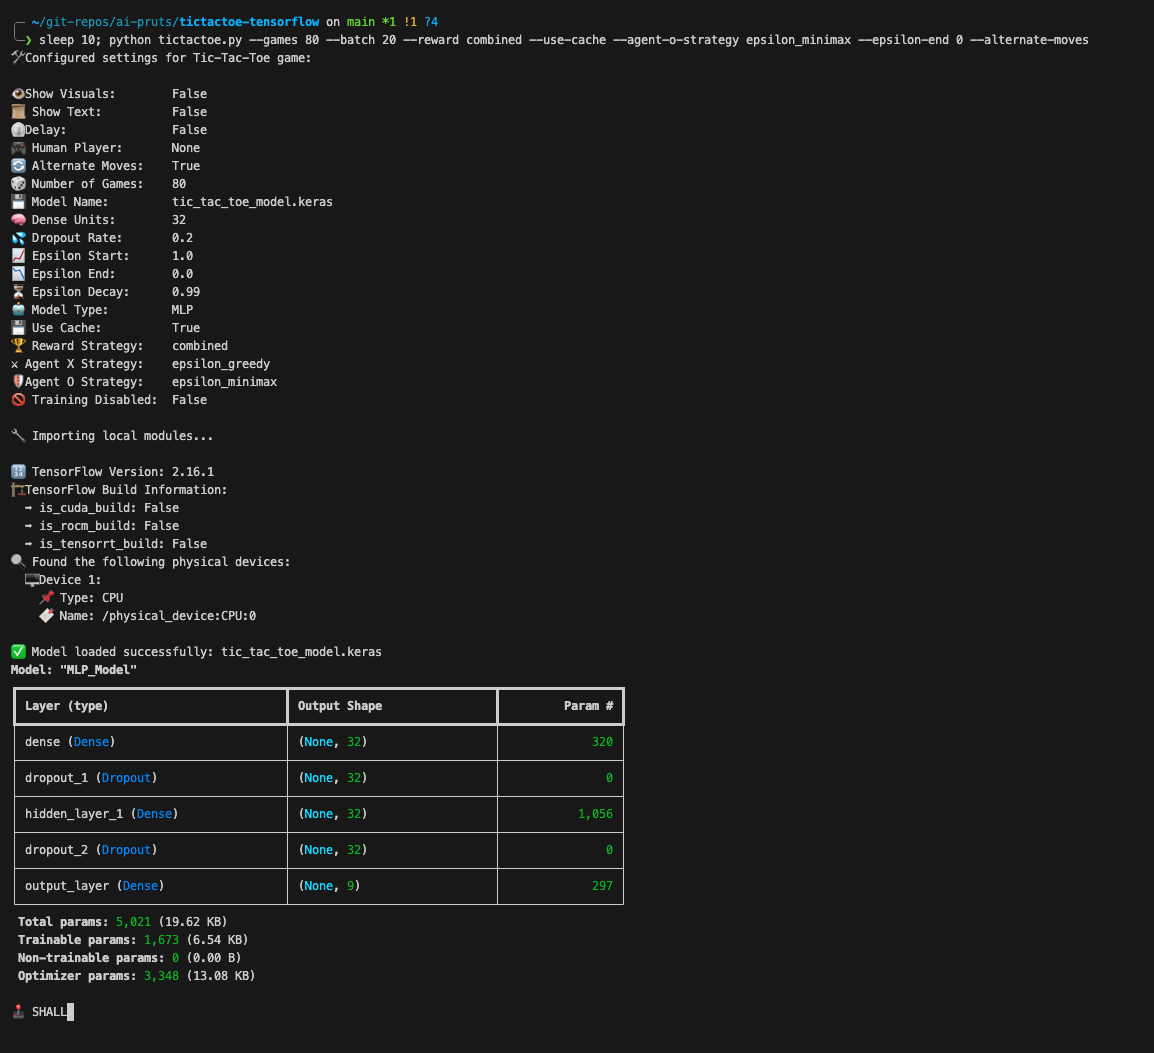 ~/git-repos/ai-pruts/tictactoe-tensorflow on main *1 !1 ?4
❯ sleep 10; python tictactoe.py --games 80 --batch 20 --reward combined --use-cache --agent-o-strategy epsilon_minimax --epsilon-end 0 --alternate-moves
🛠Configured settings for Tic-Tac-Toe game:
👁Show Visuals: False
📜 Show Text: False
⏲Delay: False
🎮 Human Player: None
🔄 Alternate Moves: True
🎲 Number of Games: 80
💾 Model Name: tic_tac_toe_model.keras
🧠 Dense Units: 32
💦 Dropout Rate: 0.2
📈 Epsilon Start: 1.0
📉 Epsilon End: 0.0
⏳ Epsilon Decay: 0.99
🤖 Model Type: MLP
💾 Use Cache: True
🏆 Reward Strategy: combined
⚔ Agent X Strategy: epsilon_greedy
🛡Agent O Strategy: epsilon_minimax
🚫 Training Disabled: False
🔧 Importing local modules...
🔢 TensorFlow Version: 2.16.1
🏗TensorFlow Build Information:
➡ is_cuda_build: False
➡ is_rocm_build: False
➡ is_tensorrt_build: False
🔍 Found the following physical devices:
🖥Device 1:
📌 Type: CPU
🏷 Name: /physical_device:CPU:0
✅ Model loaded successfully: tic_tac_toe_model.keras
Model: "MLP_Model"
Layer (type) Output Shape Param #
dense (Dense) (None, 32) 320
dropout_1 (Dropout) (None, 32) 0
hidden_layer_1 (Dense) (None, 32) 1,056
dropout_2 (Dropout) (None, 32) 0
output_layer (Dense) (None, 9) 297
Total params: 5,021 (19.62 KB)
Trainable params: 1,673 (6.54 KB)
Non-trainable params: 0 (0.00 B)
Optimizer params: 3,348 (13.08 KB)
🕹 SHALL